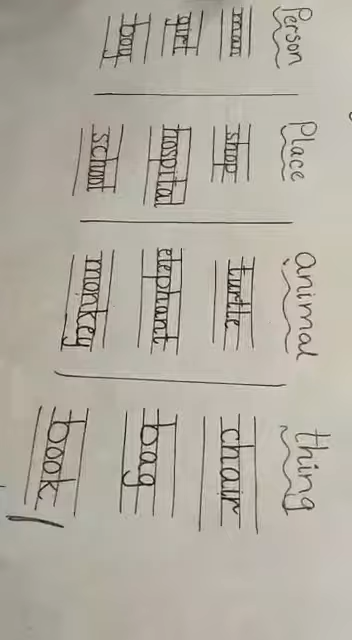 Person Place animal thing
man shop turtle chair
girl hospital elephant bag
boy school monkey book